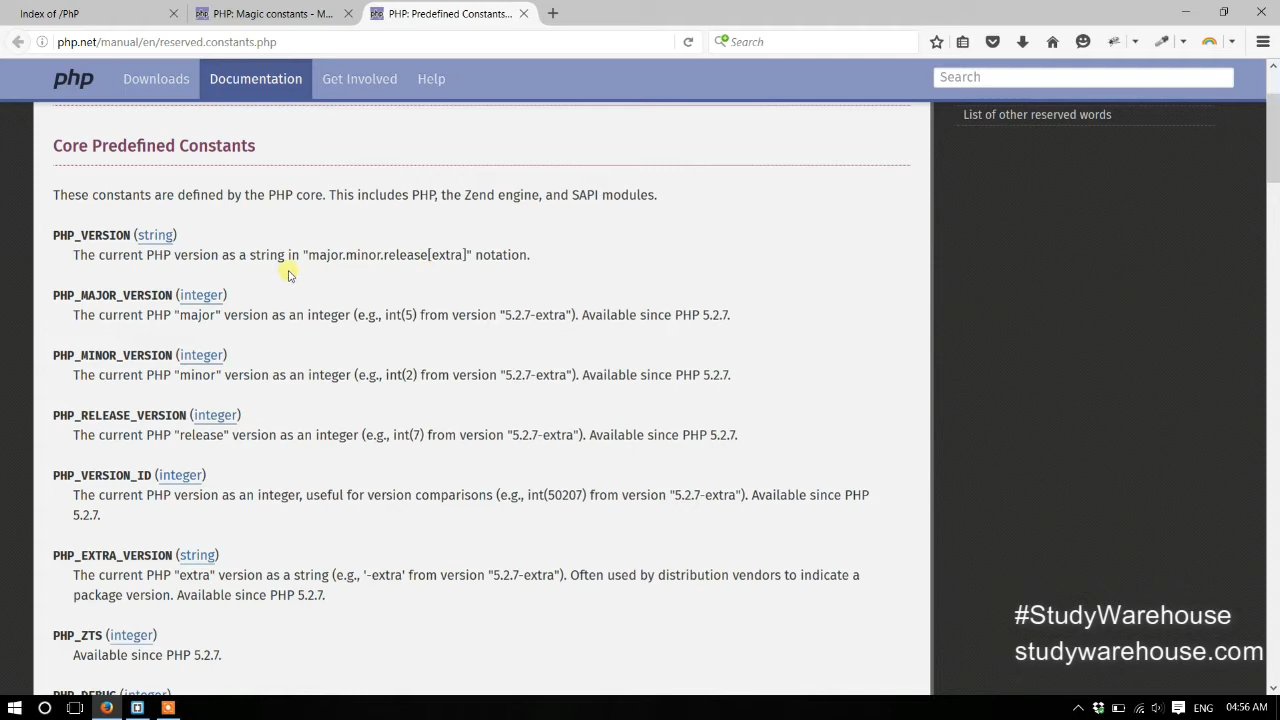 Index of /PhP
PHP: Magic constants - M...
PHP: Predefined Constants...
php.net/manual/en/reserved.constants.php
Search
php
Downloads
Documentation
Get Involved
Help
Search
List of other reserved words
Core Predefined Constants
These constants are defined by the PHP core. This includes PHP, the Zend engine, and SAPI modules.
PHP_VERSION (string)
The current PHP version as a string in "major.minor.release[extra]" notation.
PHP_MAJOR_VERSION (integer)
The current PHP "major" version as an integer (e.g., int(5) from version "5.2.7-extra"). Available since PHP 5.2.7.
PHP_MINOR_VERSION (integer)
The current PHP "minor" version as an integer (e.g., int(2) from version "5.2.7-extra"). Available since PHP 5.2.7.
PHP_RELEASE_VERSION (integer)
The current PHP "release" version as an integer (e.g., int(7) from version "5.2.7-extra"). Available since PHP 5.2.7.
PHP_VERSION_ID (integer)
The current PHP version as an integer, useful for version comparisons (e.g., int(50207) from version "5.2.7-extra"). Available since PHP
5.2.7.
PHP_EXTRA_VERSION (string)
The current PHP "extra" version as a string (e.g., '-extra' from version "5.2.7-extra"). Often used by distribution vendors to indicate a
package version. Available since PHP 5.2.7.
PHP_ZTS (integer)
Available since PHP 5.2.7.
PHP_DEBUG (integer)
#StudyWarehouse
studywarehouse.com
ENG
04:56 AM